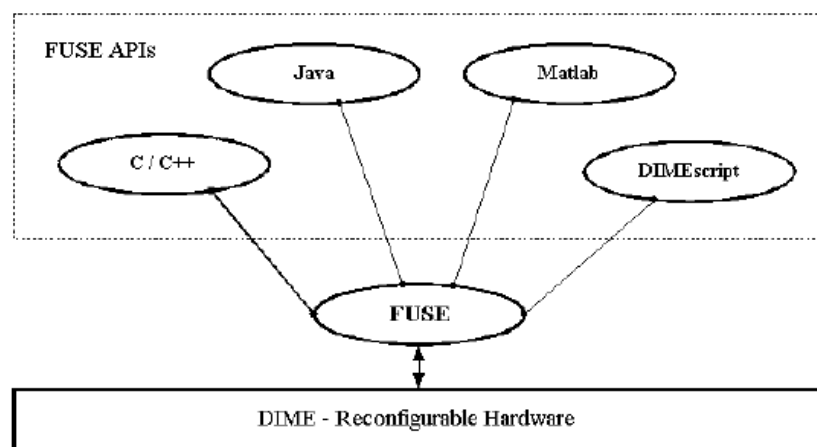 FUSE APIs
Java
Matlab
C / C++
DIMEscript
FUSE
DIME - Reconfigurable Hardware